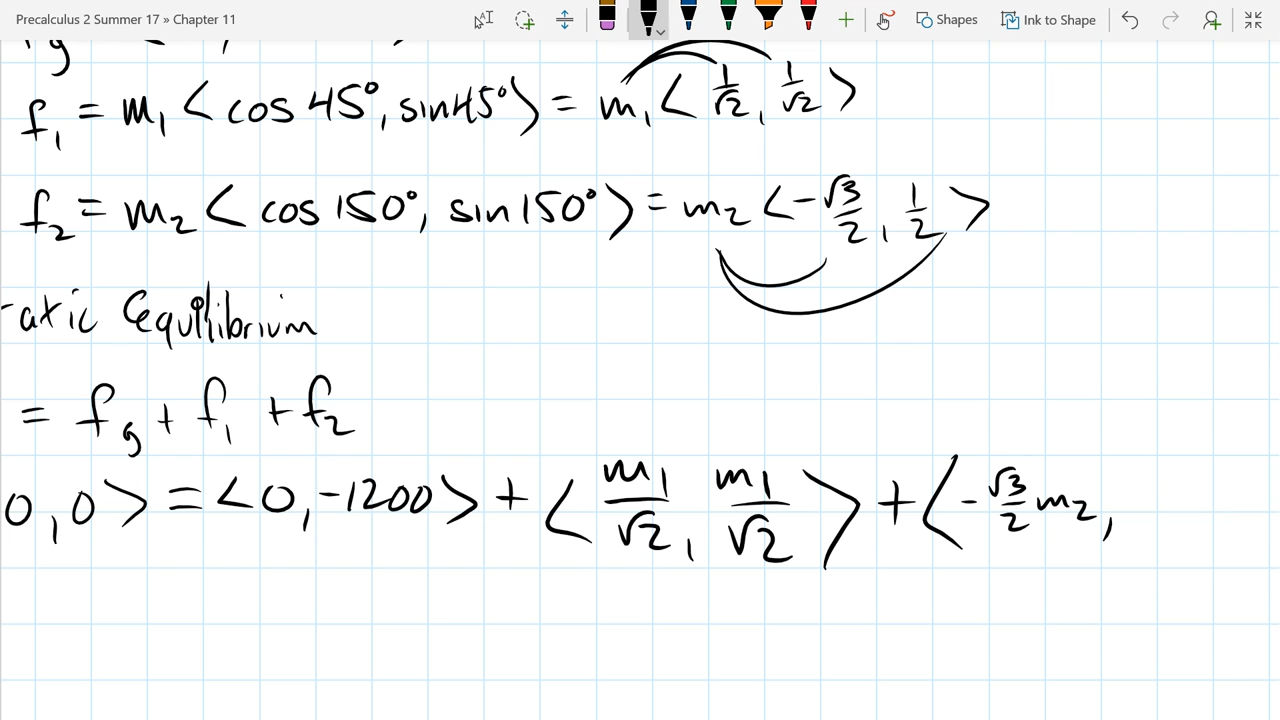 Precalculus 2 Summer 17 » Chapter 11
Shapes
Ink to Shape
g
f₁ = m₁ < cos 45°, sin 45° > = m₁ < 1/√2, 1/√2 >
f₂ = m₂ < cos 150°, sin 150° > = m₂ < -√3/2, 1/2 >
atic Equilibrium
= f_g + f₁ + f₂
0, 0 > = < 0, -1200 > + < m₁/√2, m₁/√2 > + < -√3/2 m₂,